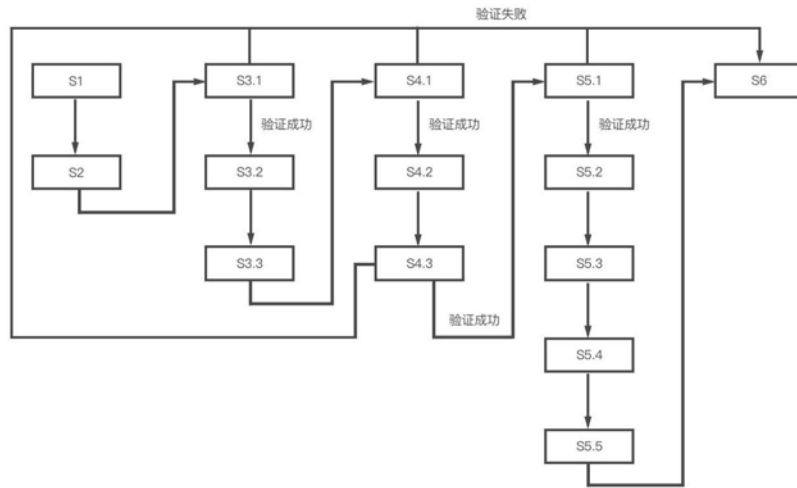 验证失败
S1
S3.1
S4.1
S5.1
S6
验证成功
验证成功
验证成功
S2
S3.2
S4.2
S5.2
S3.3
S4.3
S5.3
验证成功
S5.4
S5.5